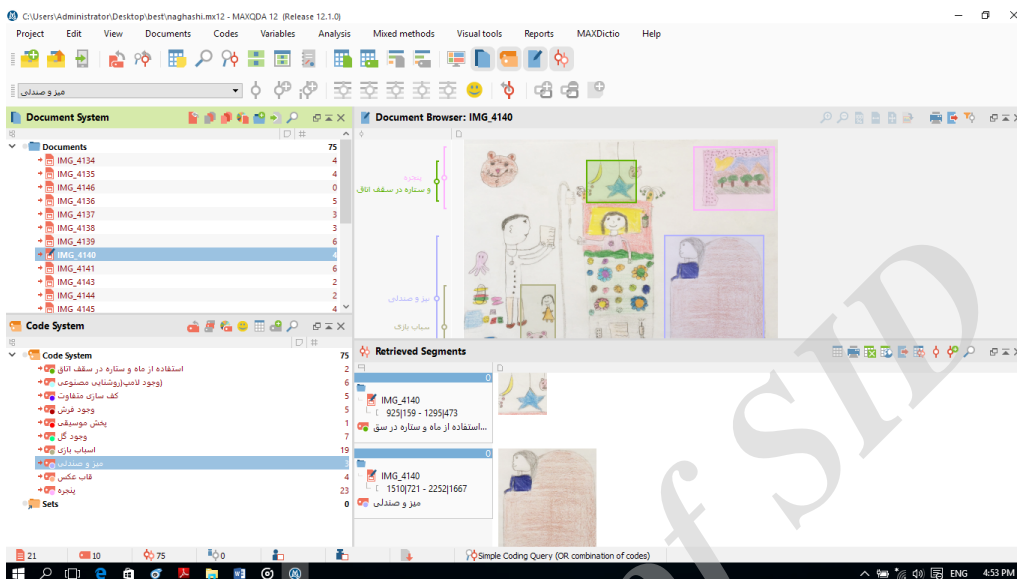 C:\Users\Administrator\Desktop\best\naghashi.mx12 - MAXQDA 12 (Release 12.1.0)
Project Edit View Documents Codes Variables Analysis Mixed methods Visual tools Reports MAXDictio Help
میز و صندلی
Document System
Documents 75
IMG_4134 4
IMG_4135 4
IMG_4146 0
IMG_4136 5
IMG_4137 3
IMG_4138 3
IMG_4139 6
IMG_4140 4
IMG_4141 6
IMG_4143 2
IMG_4144 2
IMG_4145 4
Code System
Code System 75
استفاده از ماه و ستاره در سقف اتاق 2
وجود لامپ(روشنایی مصنوعی) 6
کف سازی متفاوت 5
وجود فرش 5
پخش موسیقی 1
وجود گل 7
اسباب بازی 19
میز و صندلی 3
قاب عکس 4
پنجره 23
Sets 0
Document Browser: IMG_4140
پنجره
و ستاره در سقف اتاق
میز و صندلی
سباب بازی
Retrieved Segments
0
IMG_4140
925|159 - 1295|473
استفاده از ماه و ستاره در سق...
0
IMG_4140
1510|721 - 2252|1667
میز و صندلی
21 10 75 0 Simple Coding Query (OR combination of codes)
ENG 4:53 PM
of SID